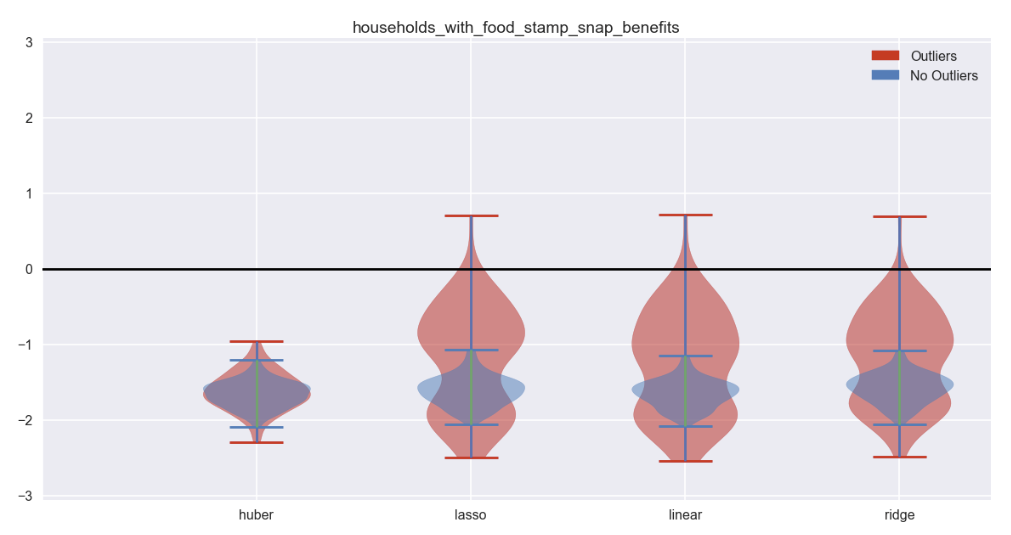 households_with_food_stamp_snap_benefits
3
Outliers
No Outliers
2
1
0
−1
−2
−3
huber
lasso
linear
ridge